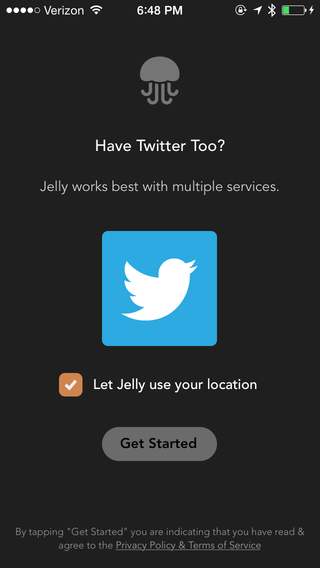 Verizon 6:48 PM
Have Twitter Too?
Jelly works best with multiple services.
Let Jelly use your location
Get Started
By tapping "Get Started" you are indicating that you have read &
agree to the Privacy Policy & Terms of Service